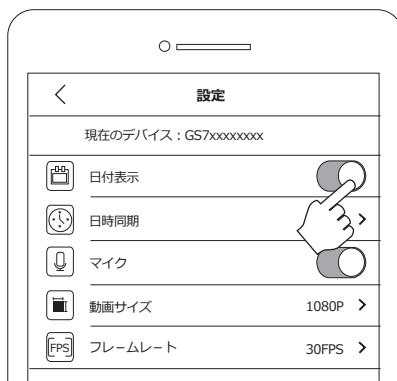 設定
現在のデバイス：GS7xxxxxxxx
日付表示
日時同期
マイク
動画サイズ 1080P
FPS フレームレート 30FPS